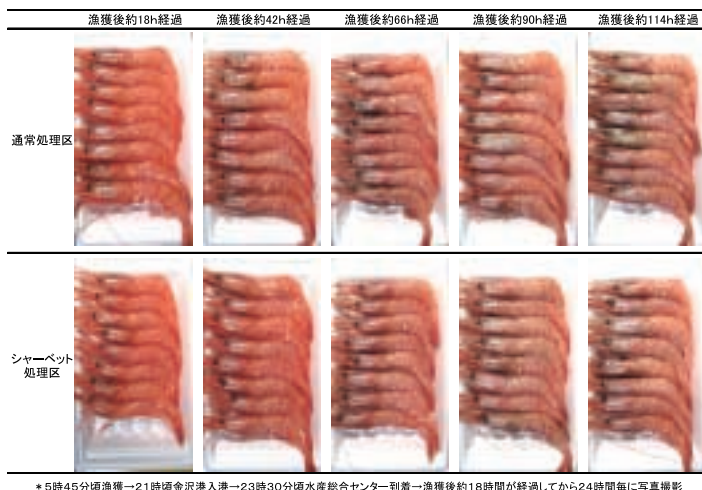 漁獲後約18h経過 漁獲後約42h経過 漁獲後約66h経過 漁獲後約90h経過 漁獲後約114h経過
通常処理区
シャーベット
処理区
*5時45分頃漁獲→21時頃金沢港入港→23時30分頃水産総合センター到着→漁獲後約18時間が経過してから24時間毎に写真撮影